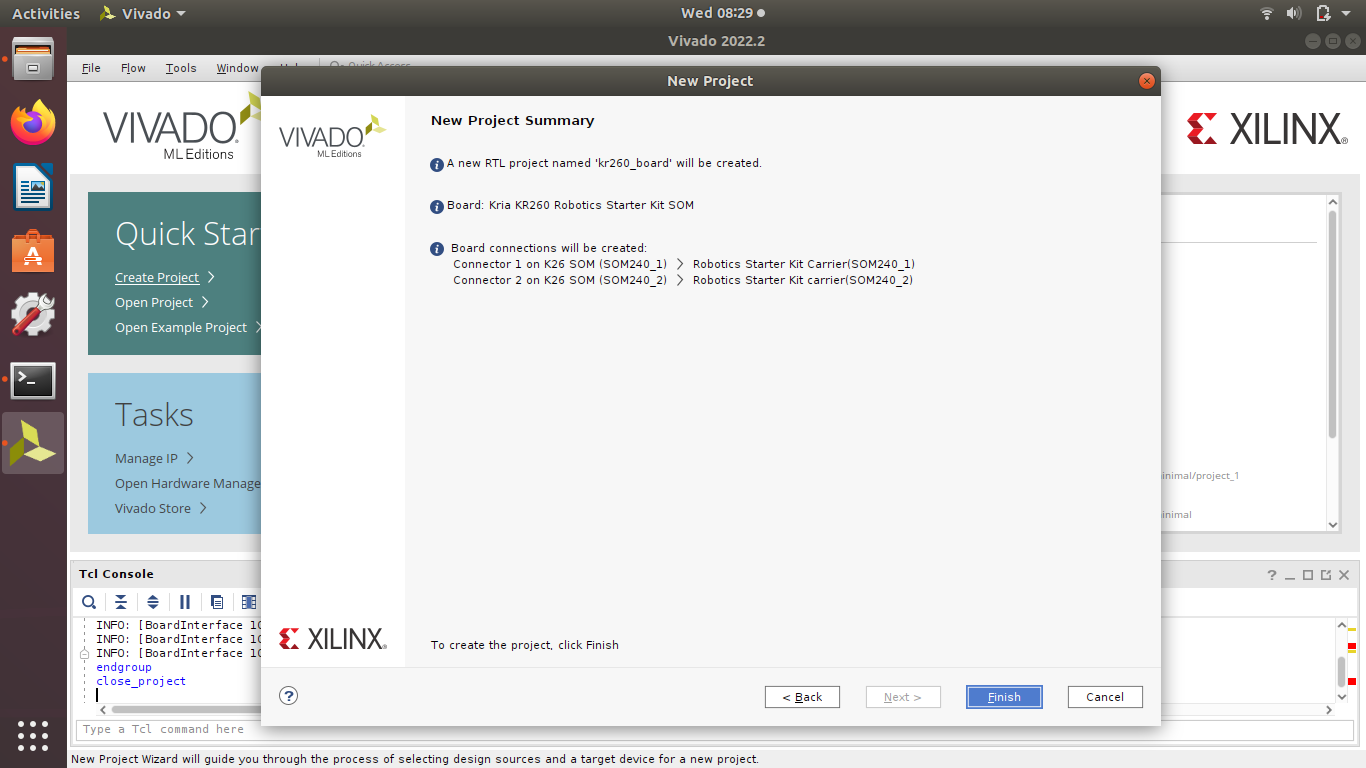 Activities
Vivado
Wed 08:29
Vivado 2022.2
File Flow Tools Window Help Quick Access
New Project
VIVADO
ML Editions
XILINX
Quick Star
Create Project
Open Project
Open Example Project
Tasks
Manage IP
Open Hardware Manage
Vivado Store
inimal/project_1
inimal
VIVADO
ML Editions
XILINX
New Project Summary
A new RTL project named 'kr260_board' will be created.
Board: Kria KR260 Robotics Starter Kit SOM
Board connections will be created:
Connector 1 on K26 SOM (SOM240_1) > Robotics Starter Kit Carrier(SOM240_1)
Connector 2 on K26 SOM (SOM240_2) > Robotics Starter Kit carrier(SOM240_2)
To create the project, click Finish
? < Back Next > Finish Cancel
Tcl Console
INFO: [BoardInterface
INFO: [BoardInterface
INFO: [BoardInterface
endgroup
close_project
Type a Tcl command here
New Project Wizard will guide you through the process of selecting design sources and a target device for a new project.